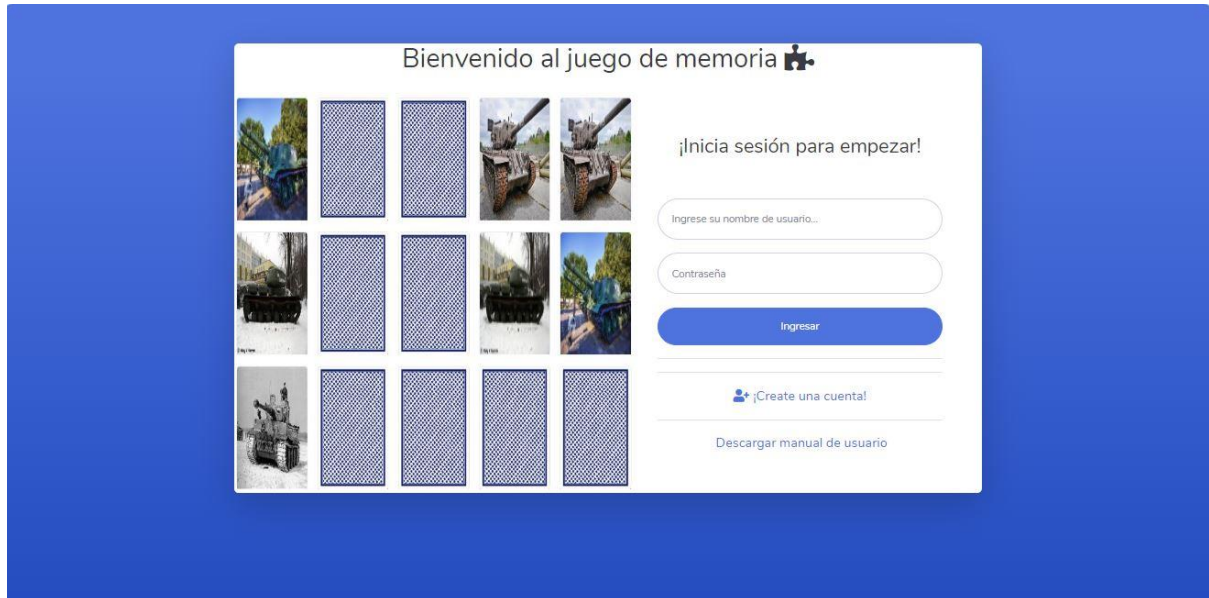 Bienvenido al juego de memoria
¡Inicia sesión para empezar!
Ingrese su nombre de usuario...
Contraseña
Ingresar
¡Create una cuenta!
Descargar manual de usuario